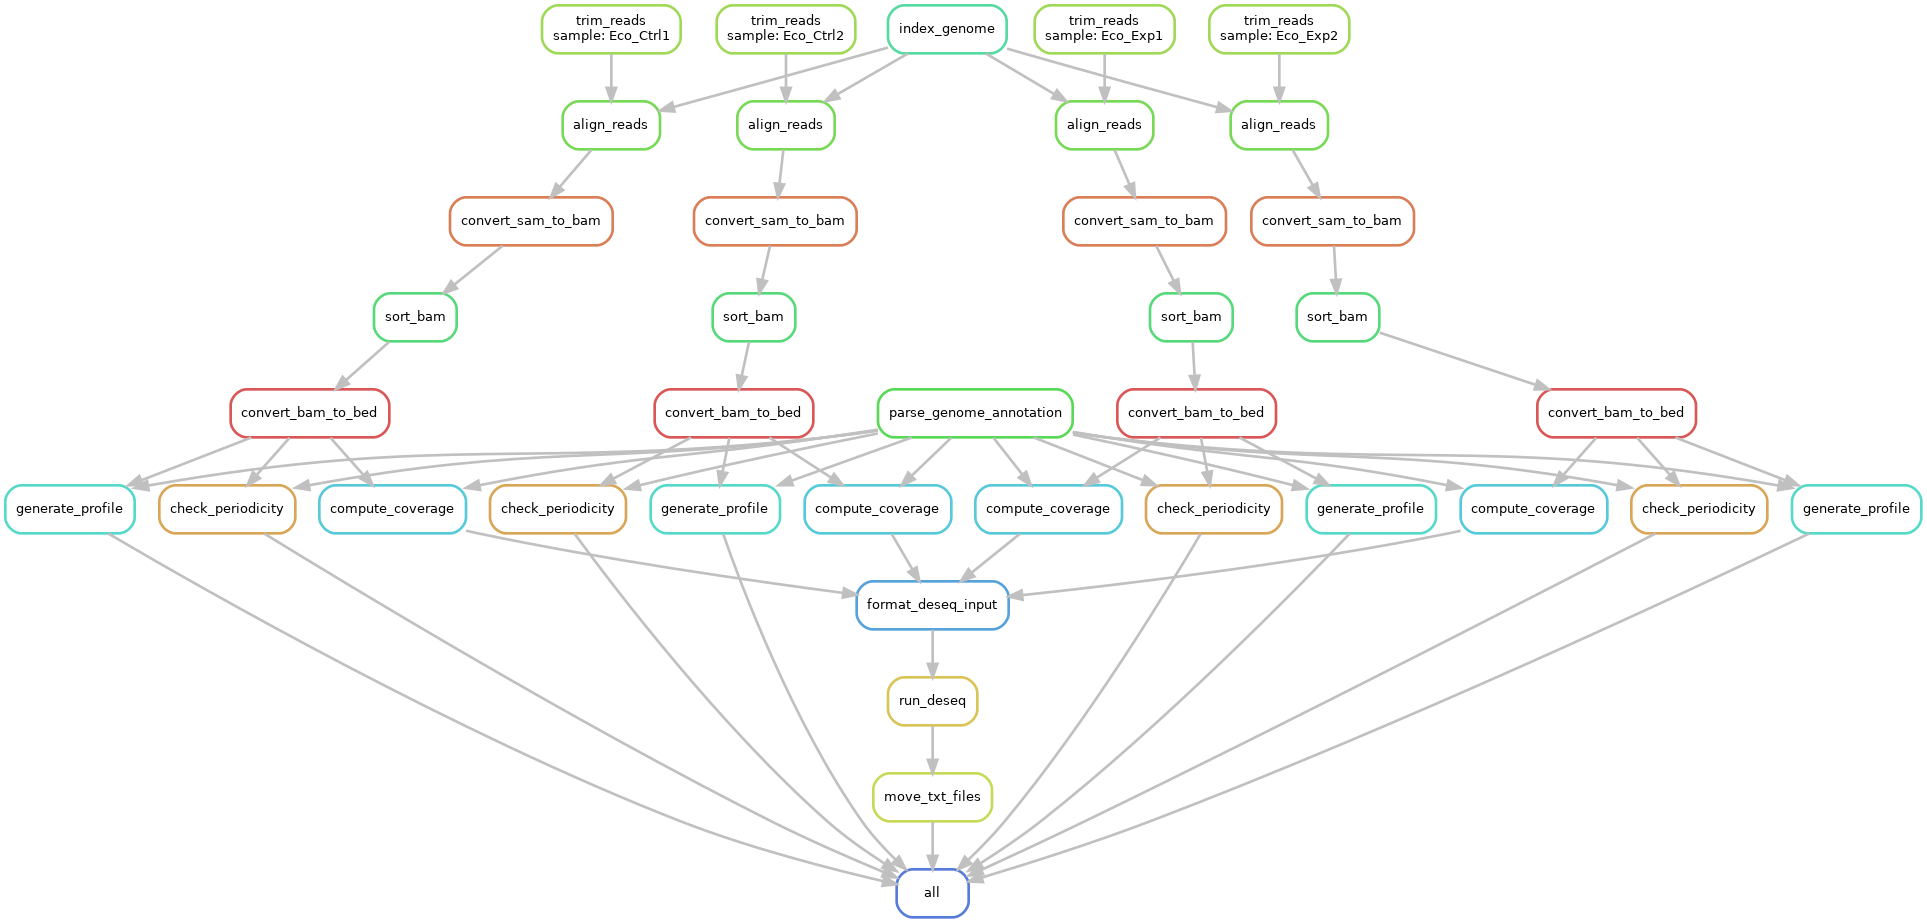 trim_reads
sample: Eco_Ctrl1
trim_reads
sample: Eco_Ctrl2
index_genome
trim_reads
sample: Eco_Exp1
trim_reads
sample: Eco_Exp2
align_reads
align_reads
align_reads
align_reads
convert_sam_to_bam
convert_sam_to_bam
convert_sam_to_bam
convert_sam_to_bam
sort_bam
sort_bam
sort_bam
sort_bam
convert_bam_to_bed
convert_bam_to_bed
parse_genome_annotation
convert_bam_to_bed
convert_bam_to_bed
generate_profile
check_periodicity
compute_coverage
check_periodicity
generate_profile
compute_coverage
compute_coverage
check_periodicity
generate_profile
compute_coverage
check_periodicity
generate_profile
format_deseq_input
run_deseq
move_txt_files
all